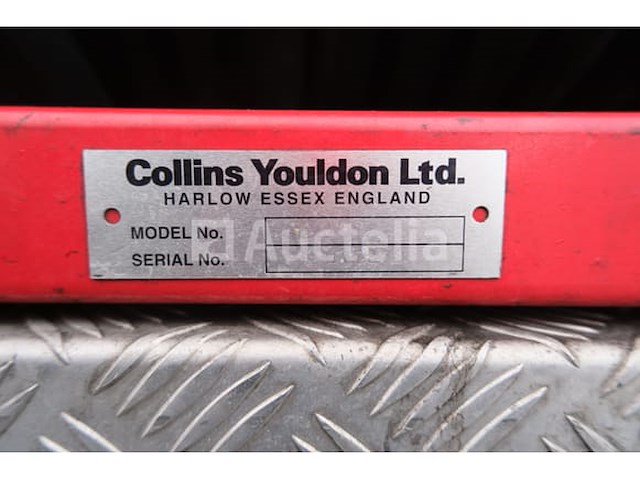 Collins Youldon Ltd.
HARLOW ESSEX ENGLAND
MODEL No.
Auctelia
SERIAL No.